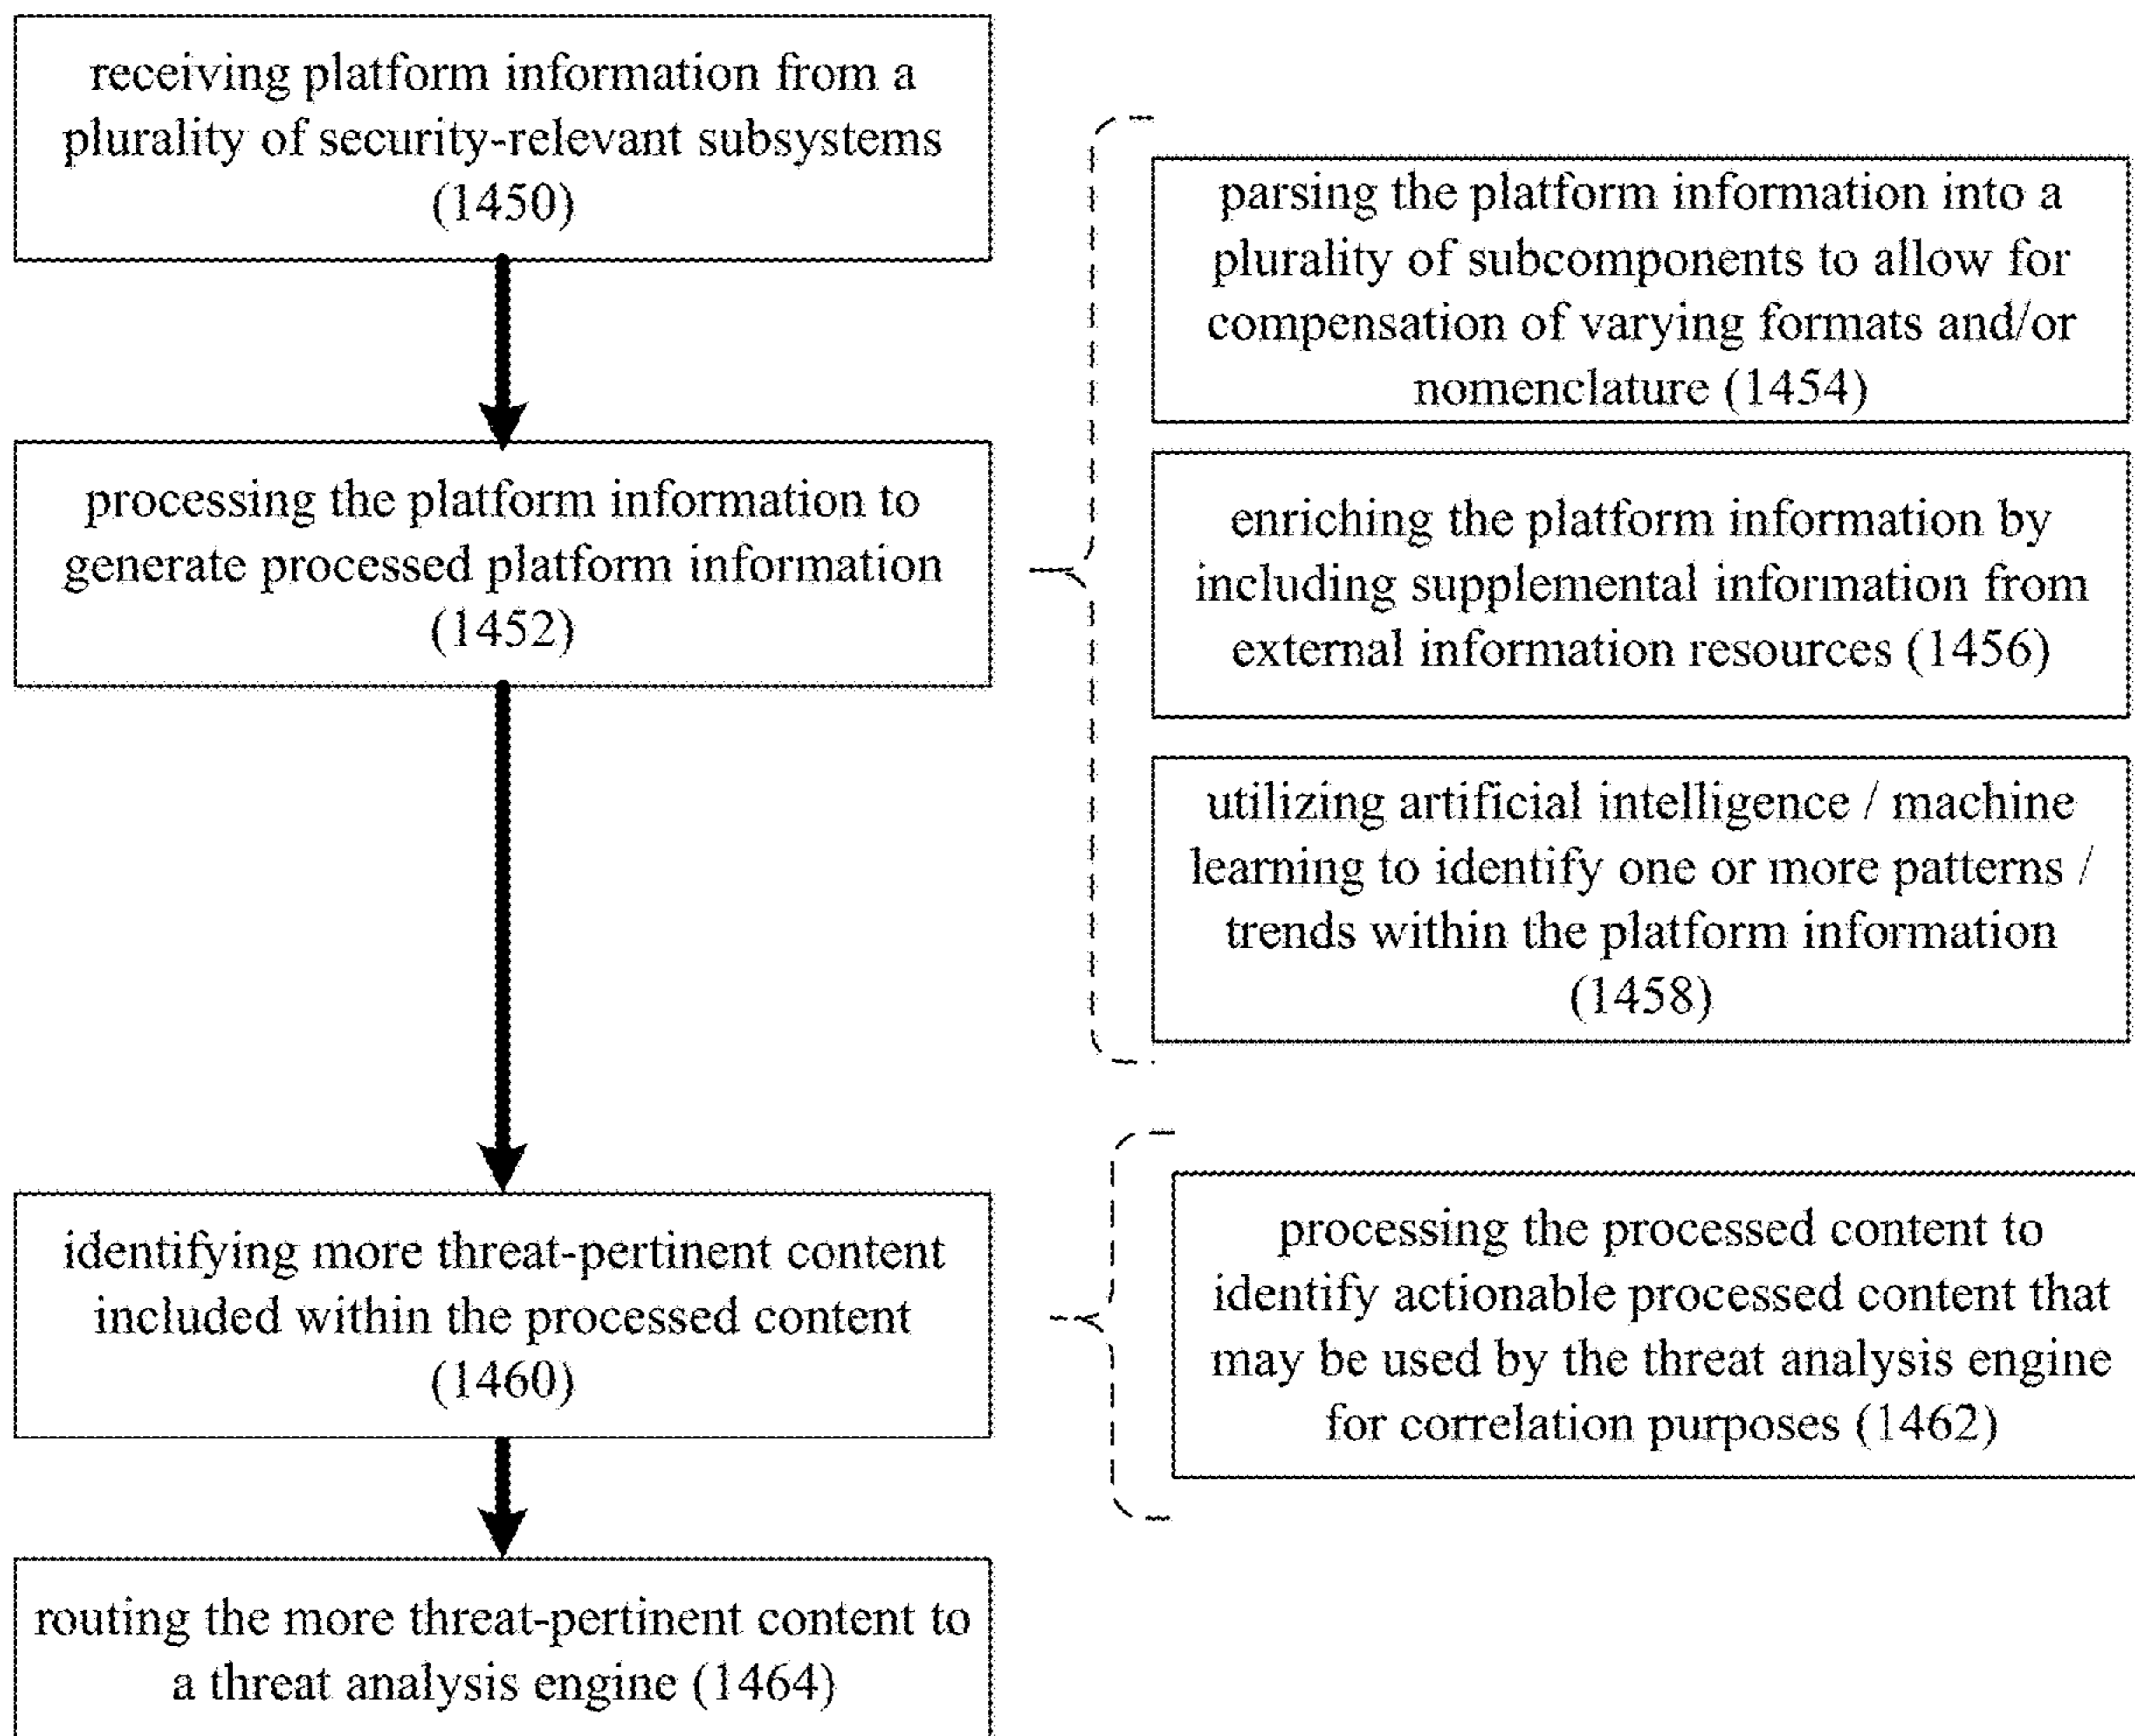 receiving platform information from a
plurality of security-relevant subsystems
(1450)
processing the platform information to
generate processed platform information
(1452)
parsing the platform information into a
plurality of subcomponents to allow for
compensation of varying formats and/or
nomenclature (1454)
enriching the platform information by
including supplemental information from
external information resources (1456)
utilizing artificial intelligence / machine
learning to identify one or more patterns /
trends within the platform information
(1458)
identifying more threat-pertinent content
included within the processed content
(1460)
processing the processed content to
identify actionable processed content that
may be used by the threat analysis engine
for correlation purposes (1462)
routing the more threat-pertinent content to
a threat analysis engine (1464)